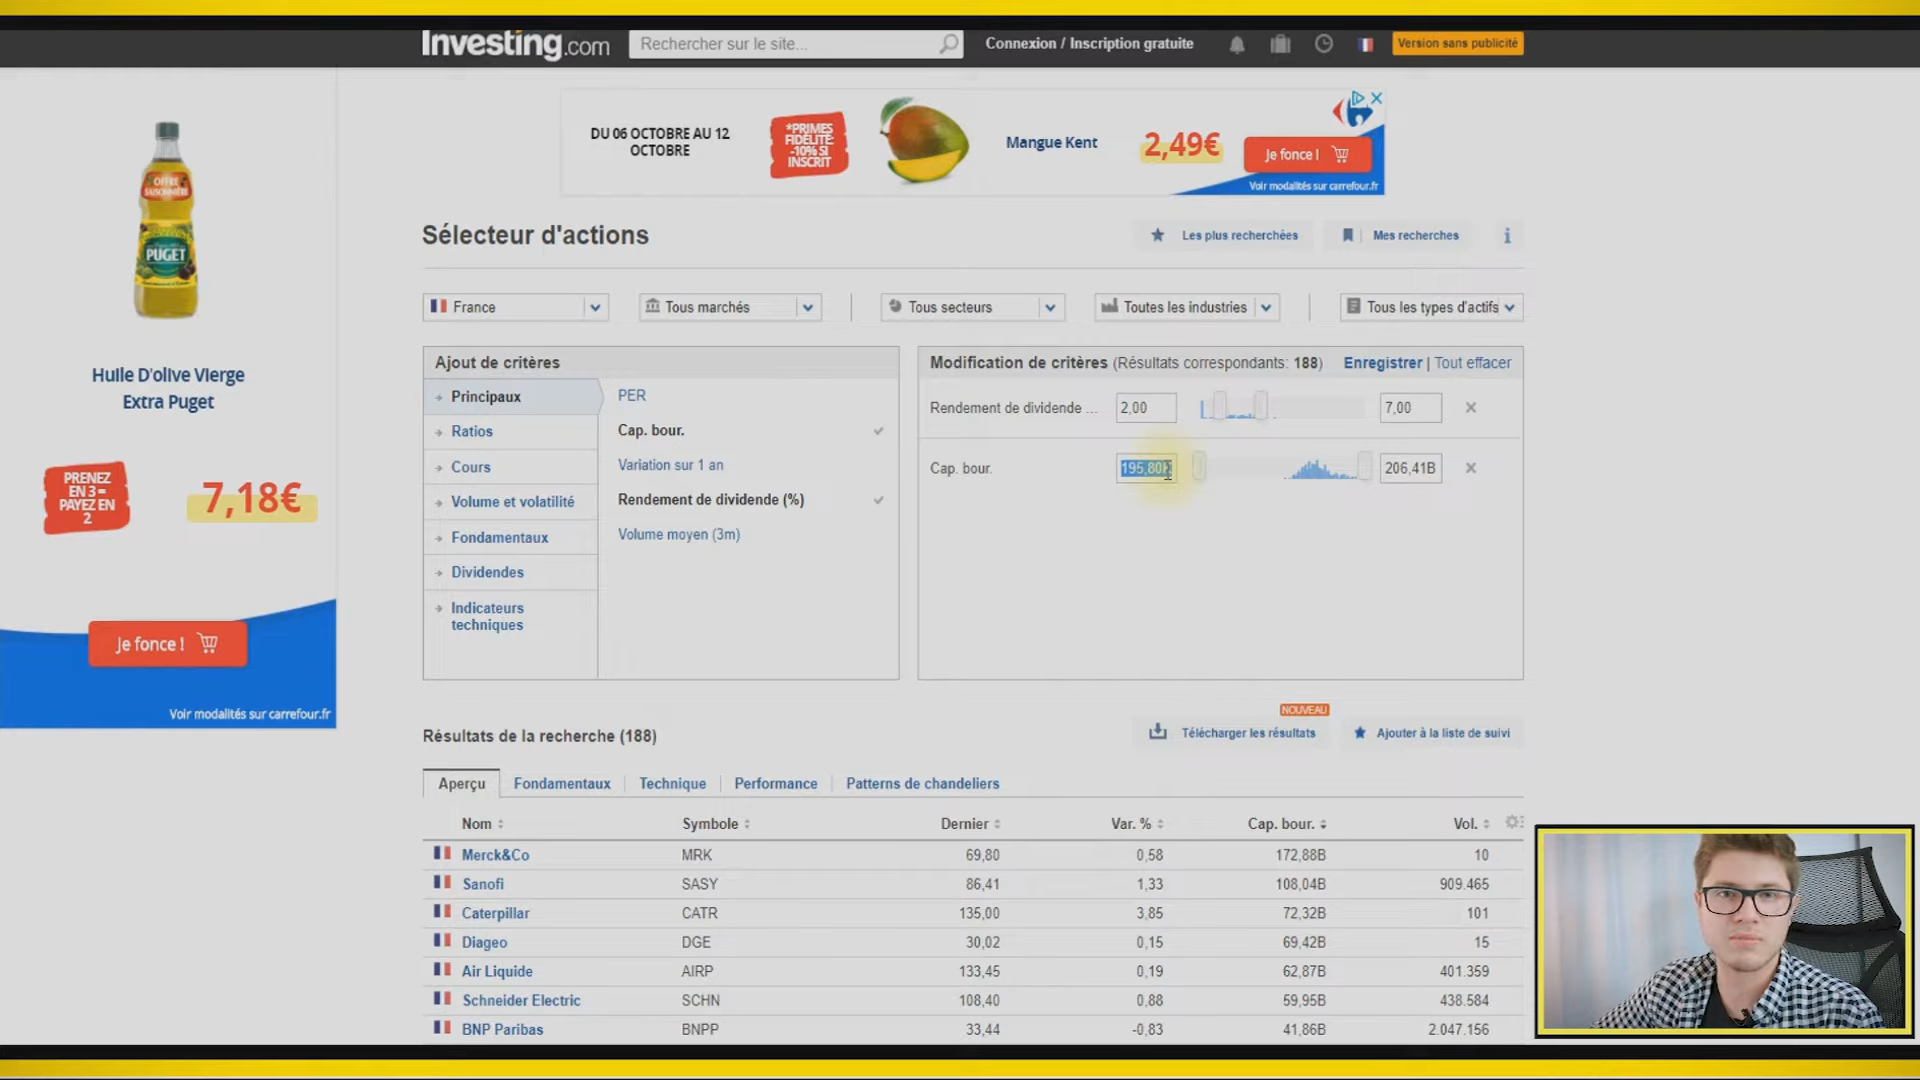 Investing.com
Rechercher sur le site...
Connexion / Inscription gratuite
Version sans publicité
DU 06 OCTOBRE AU 12
OCTOBRE
*PRIMES
FIDÉLITÉ:
-10% SI
INSCRIT
Mangue Kent
2,49€
Je fonce !
Voir modalités sur carrefour.fr
OFFRE
SAISONNIÈRE
PUGET
Huile D'olive Vierge
Extra Puget
PRENEZ
EN 3 =
PAYEZ EN
2
7,18€
Je fonce !
Voir modalités sur carrefour.fr
Sélecteur d'actions
Les plus recherchées
Mes recherches
i
France
Tous marchés
Tous secteurs
Toutes les industries
Tous les types d'actifs
Ajout de critères
Principaux
Ratios
Cours
Volume et volatilité
Fondamentaux
Dividendes
Indicateurs
techniques
PER
Cap. bour.
Variation sur 1 an
Rendement de dividende (%)
Volume moyen (3m)
Modification de critères (Résultats correspondants: 188) Enregistrer | Tout effacer
Rendement de dividende ... 2,00 7,00
Cap. bour. 195,80K 206,41B
Résultats de la recherche (188)
NOUVEAU
Télécharger les résultats
Ajouter à la liste de suivi
Aperçu Fondamentaux Technique Performance Patterns de chandeliers
Nom Symbole Dernier Var. % Cap. bour. Vol.
Merck&Co MRK 69,80 0,58 172,88B 10
Sanofi SASY 86,41 1,33 108,04B 909.465
Caterpillar CATR 135,00 3,85 72,32B 101
Diageo DGE 30,02 0,15 69,42B 15
Air Liquide AIRP 133,45 0,19 62,87B 401.359
Schneider Electric SCHN 108,40 0,88 59,95B 438.584
BNP Paribas BNPP 33,44 -0,83 41,86B 2.047.156